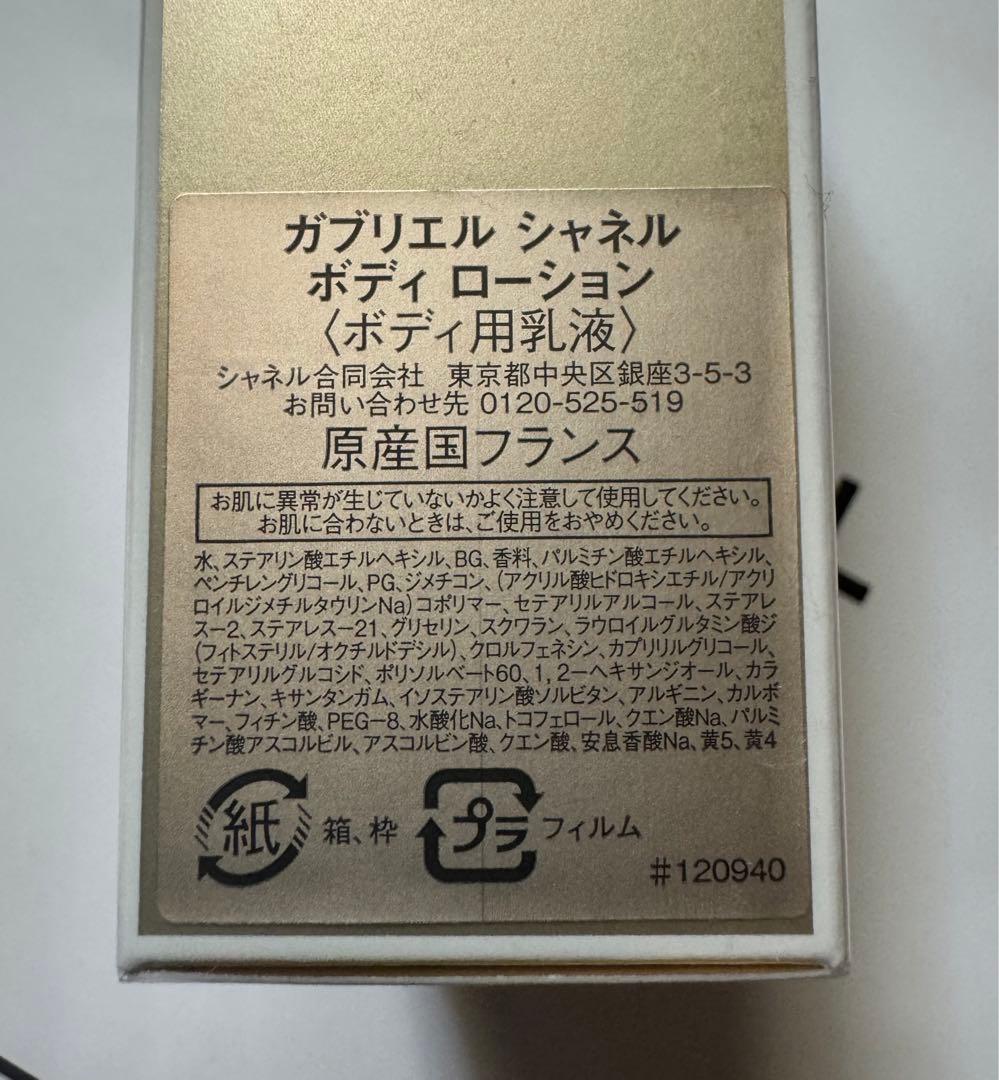 ガブリエル シャネル
ボディ ローション
〈ボディ用乳液〉
シャネル合同会社 東京都中央区銀座3-5-3
お問い合わせ先 0120-525-519
原産国フランス
お肌に異常が生じていないかよく注意して使用してください。
お肌に合わないときは、ご使用をおやめください。
水、ステアリン酸エチルヘキシル、BG、香料、パルミチン酸エチルヘキシル、
ペンチレングリコール、PG、ジメチコン、(アクリル酸ヒドロキシエチル/アクリ
ロイルジメチルタウリンNa)コポリマー、セテアリルアルコール、ステアレ
スー2、ステアレスー21、グリセリン、スクワラン、ラウロイルグルタミン酸ジ
(フィトステリル/オクチルドデシル)、クロルフェネシン、カプリリルグリコール、
セテアリルグルコシド、ポリソルベート60、1,2ーヘキサンジオール、カラ
ギーナン、キサンタンガム、イソステアリン酸ソルビタン、アルギニン、カルボ
マー、フィチン酸、PEGー8、水酸化Na、トコフェロール、クエン酸Na、パルミ
チン酸アスコルビル、アスコルビン酸、クエン酸、安息香酸Na、黄5、黄4
紙 箱、枠 プラ フィルム
#120940